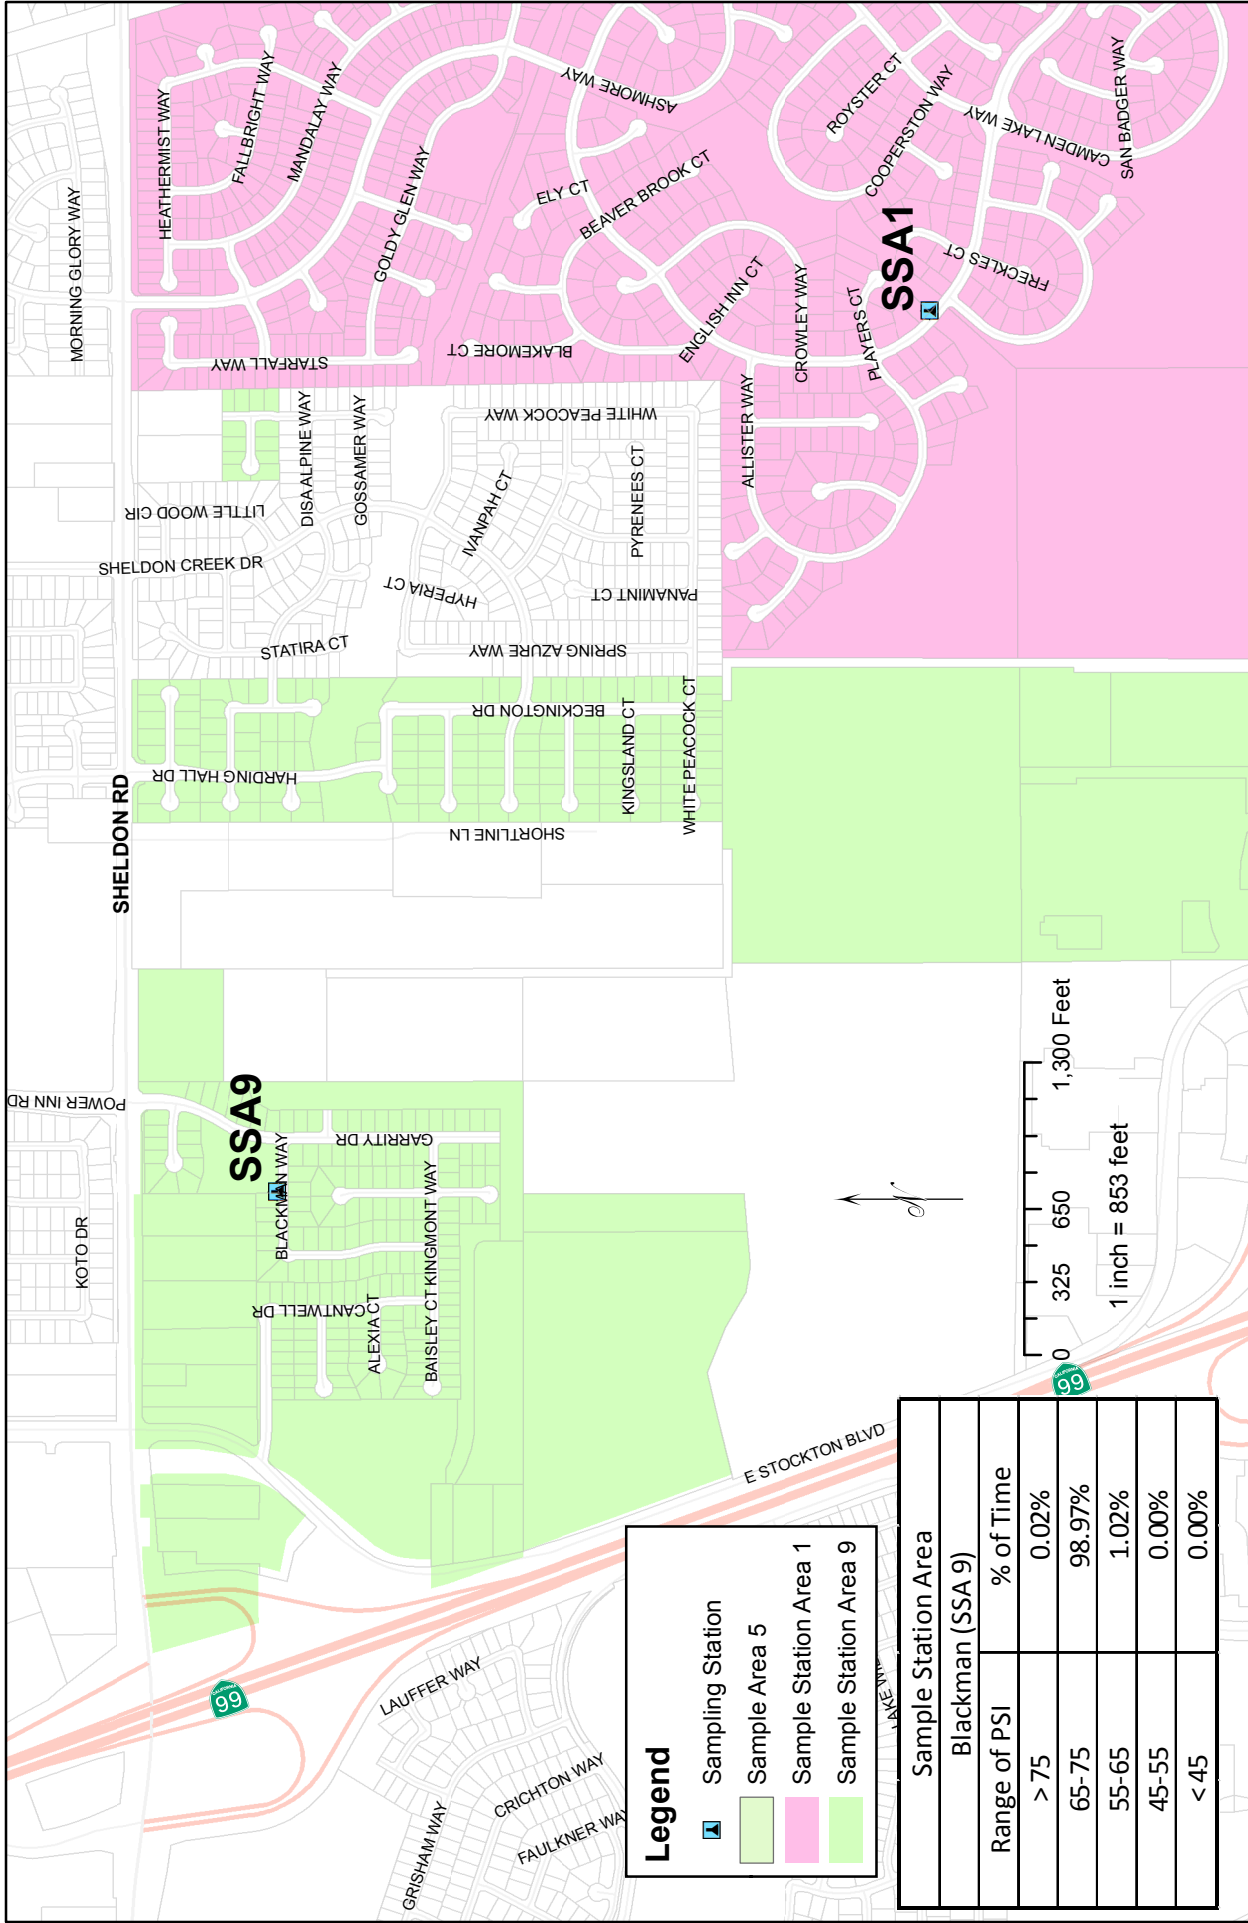 MORNING GLORY WAY
HEATHERMIST WAY
FALLBRIGHT WAY
MANDALAY WAY
GOLDY GLEN WAY
ASHMORE WAY
STARFALL WAY
ELY CT
BEAVER BROOK CT
BLAKEMORE CT
ENGLISH INN CT
CROWLEY WAY
PLAYERS CT
ALLISTER WAY
ROYSTER CT
COOPERSTON WAY
CAMDEN LAKE WAY
SAN BADGER WAY
FRECKLES CT
SSA1
SHELDON RD
SHELDON CREEK DR
LITTLE WOOD CIR
DISA ALPINE WAY
GOSSAMER WAY
WHITE PEACOCK WAY
IVANPAH CT
PYRENEES CT
HYPERIA CT
PANAMINT CT
STATIRA CT
SPRING AZURE WAY
BECKINGTON DR
HARDING HALL DR
KINGSLAND CT
WHITE PEACOCK CT
SHORTLINE LN
POWER INN RD
KOTO DR
SSA9
BLACKMAN WAY
GARRITY DR
CANTWELL DR
ALEXIA CT
BAISLEY CT
KINGMONT WAY
E STOCKTON BLVD
CALIFORNIA
99
CALIFORNIA
99
LAUFFER WAY
GRISHAM WAY
CRICHTON WAY
FAULKNER WAY
LAKE
N
0 325 650 1,300 Feet
1 inch = 853 feet
Legend
Sampling Station
Sample Area 5
Sample Station Area 1
Sample Station Area 9
Sample Station Area
Blackman (SSA 9)
Range of PSI % of Time
> 75 0.02%
65-75 98.97%
55-65 1.02%
45-55 0.00%
< 45 0.00%